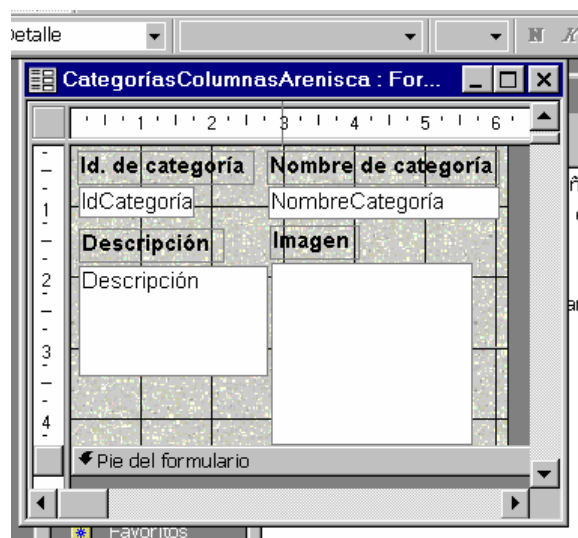 Detalle
N K
CategoríasColumnasArenisca : For...
1 2 3 4 5 6
Id. de categoría Nombre de categoría
IdCategoría NombreCategoría
1
Descripción Imagen
2
Descripción
3
4
Pie del formulario
Favoritos